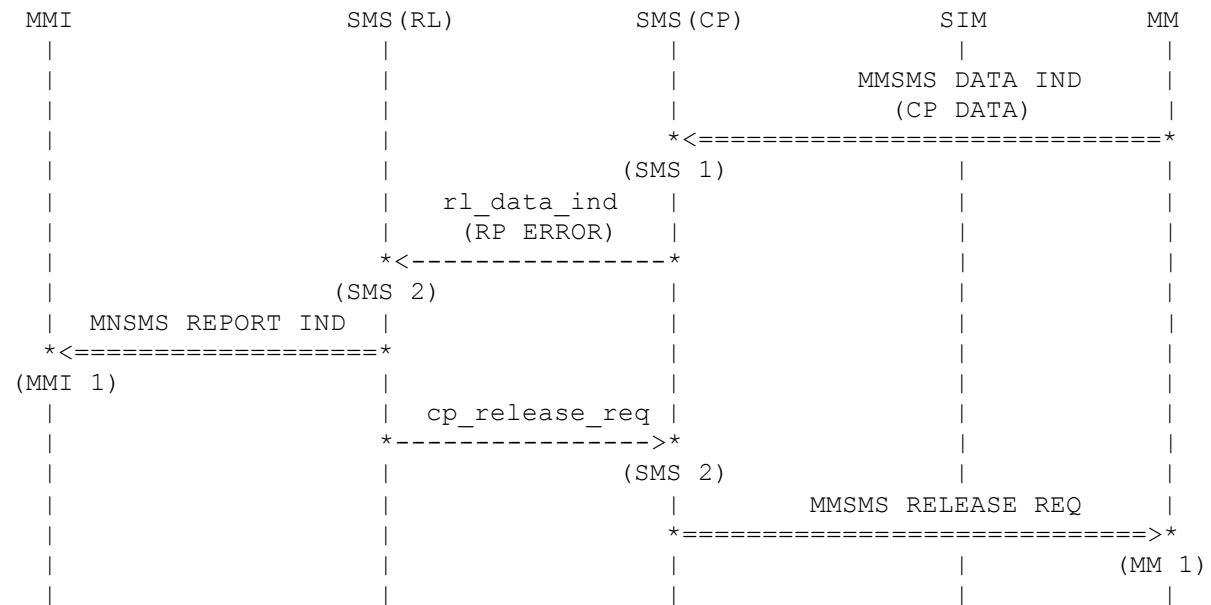 MMI SMS(RL) SMS(CP) SIM MM
MMSMS DATA IND
(CP DATA)
(SMS 1)
rl_data_ind
(RP ERROR)
(SMS 2)
MNSMS REPORT IND
(MMI 1)
cp_release_req
(SMS 2)
MMSMS RELEASE REQ
(MM 1)